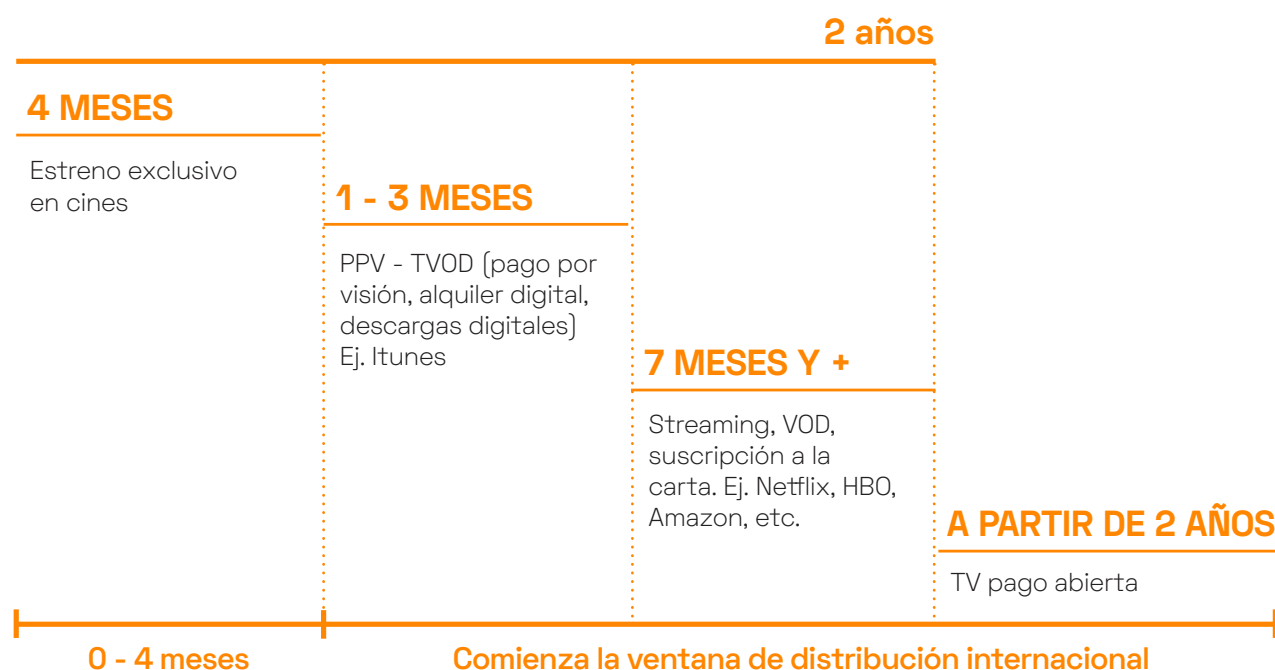 2 años
4 MESES
Estreno exclusivo
en cines
1 - 3 MESES
PPV - TVOD (pago por
visión, alquiler digital,
descargas digitales)
Ej. Itunes
7 MESES Y +
Streaming, VOD,
suscripción a la
carta. Ej. Netflix, HBO,
Amazon, etc.
A PARTIR DE 2 AÑOS
TV pago abierta
0 - 4 meses
Comienza la ventana de distribución internacional